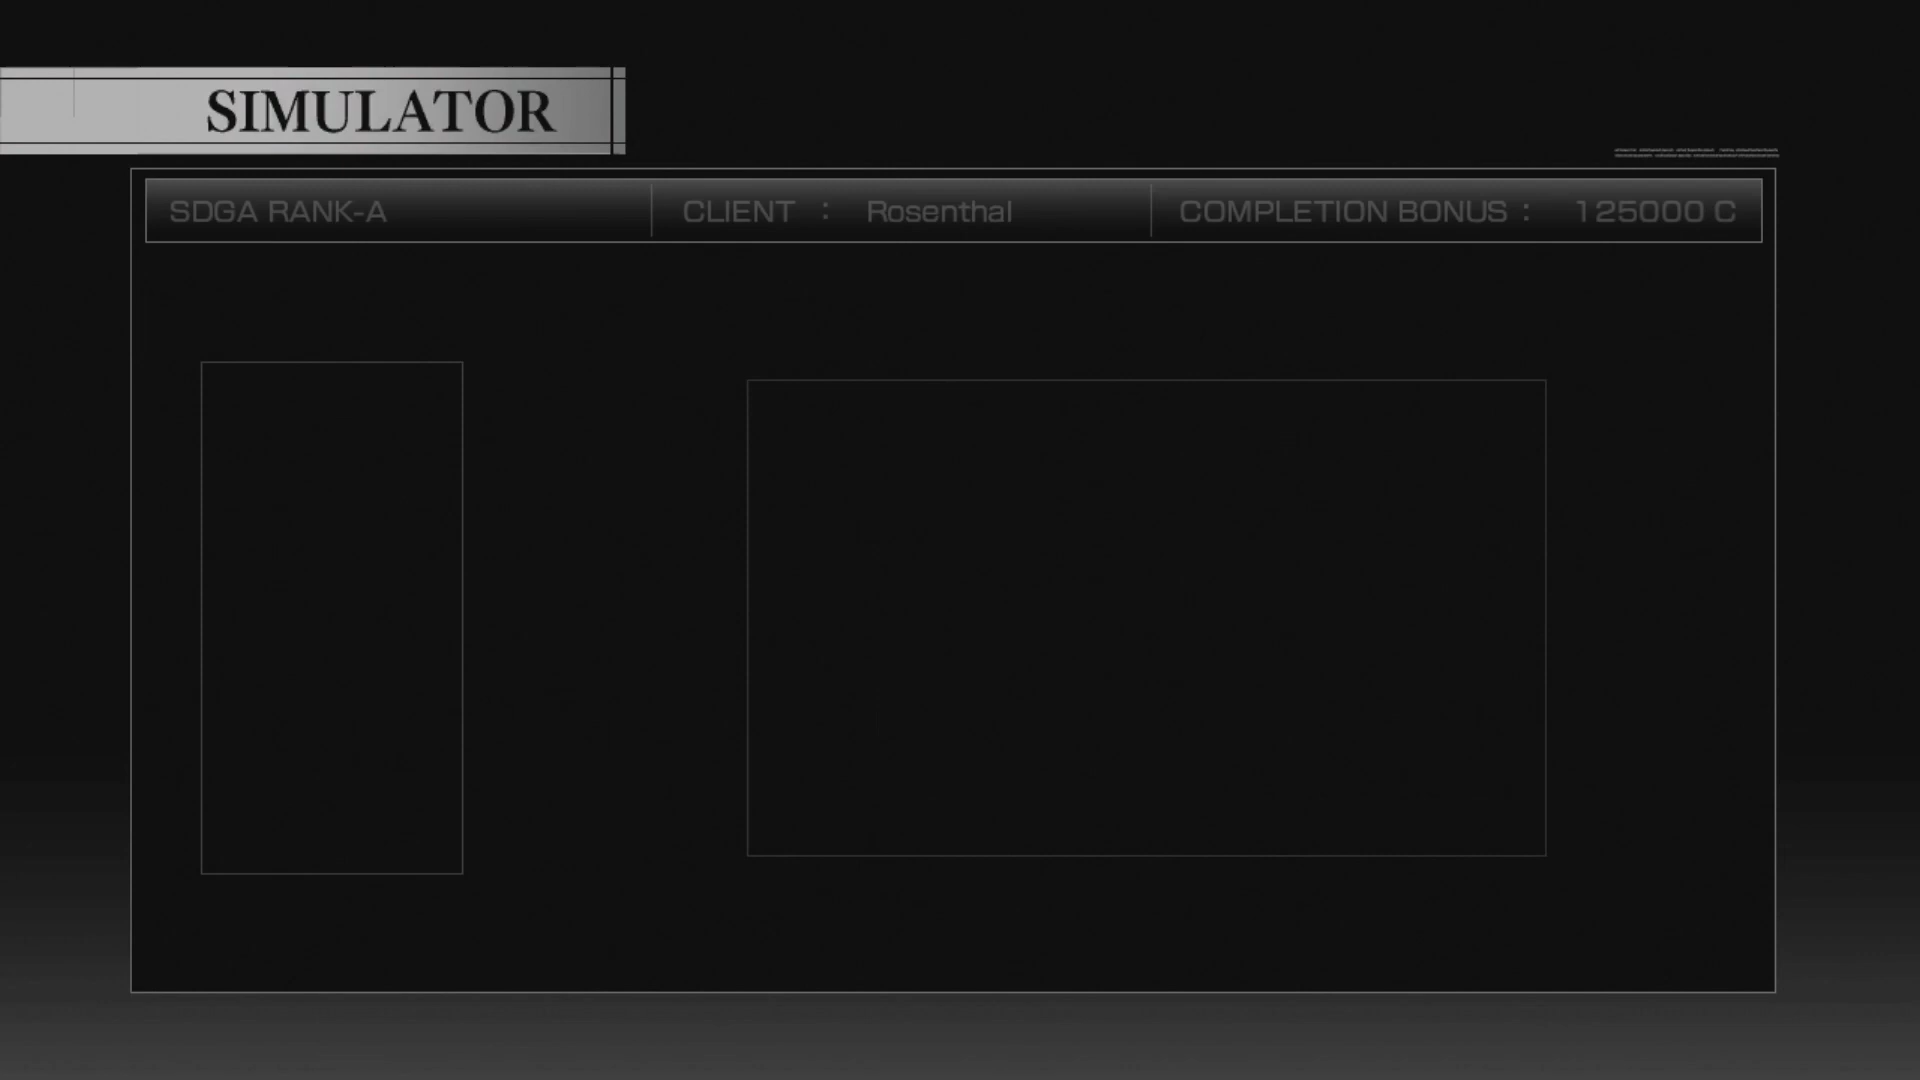 SIMULATOR
SDGA RANK-A CLIENT : Rosenthal COMPLETION BONUS : 125000 C